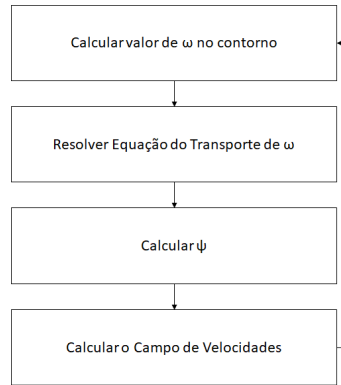 Calcular valor de ω no contorno
Resolver Equação do Transporte de ω
Calcular ψ
Calcular o Campo de Velocidades